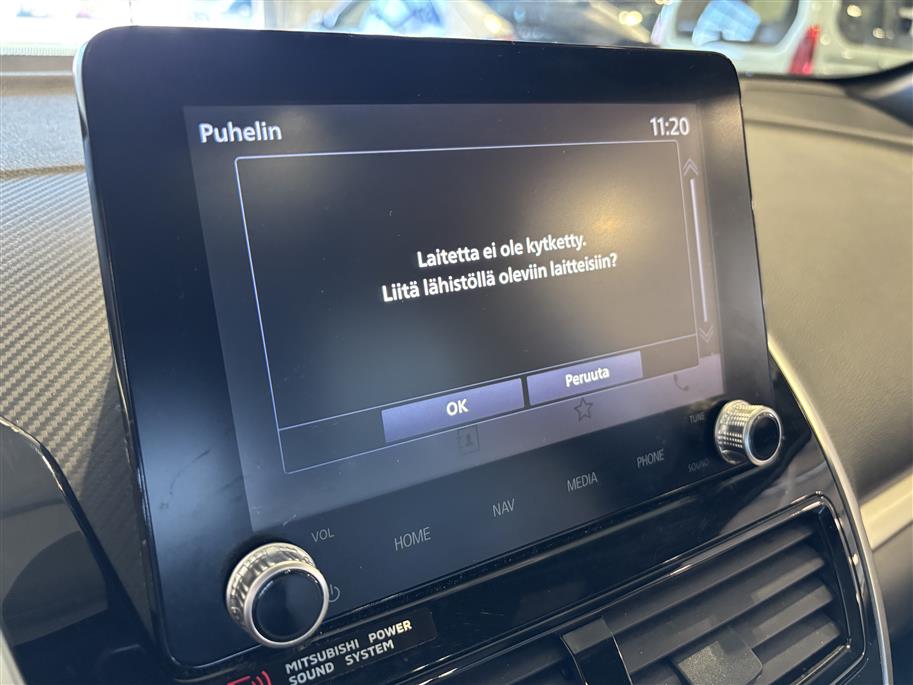 Puhelin
11:20
Laitetta ei ole kytketty.
Liitä lähistöllä oleviin laitteisiin?
OK
Peruuta
VOL
HOME
NAV
MEDIA
PHONE
TUNE
SOUND
MITSUBISHI POWER
SOUND SYSTEM